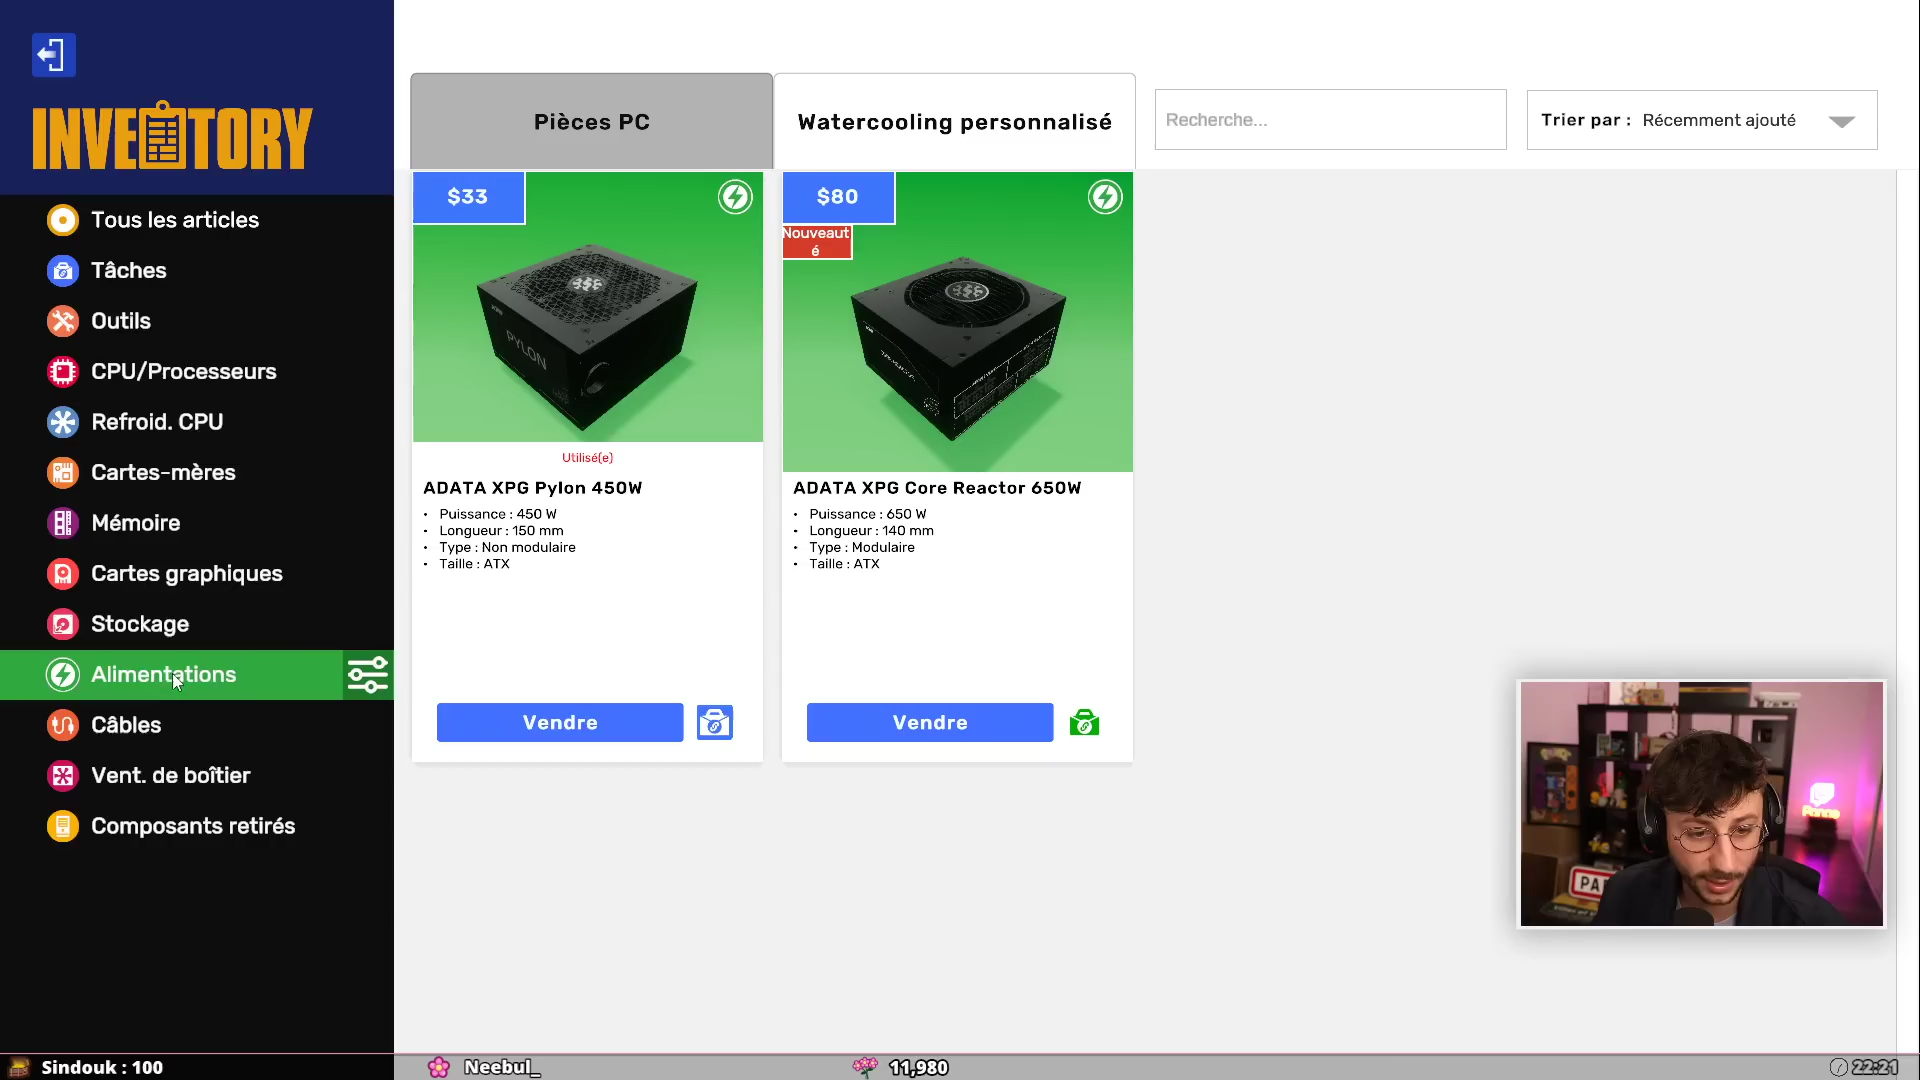 INVENTORY
Tous les articles
Tâches
Outils
CPU/Processeurs
Refroid. CPU
Cartes-mères
Mémoire
Cartes graphiques
Stockage
Alimentations
Câbles
Vent. de boîtier
Composants retirés
Pièces PC
Watercooling personnalisé
Recherche...
Trier par : Récemment ajouté
$33
PYLON
Utilisé(e)
ADATA XPG Pylon 450W
• Puissance : 450 W
• Longueur : 150 mm
• Type : Non modulaire
• Taille : ATX
Vendre
$80
Nouveaut
é
ADATA XPG Core Reactor 650W
• Puissance : 650 W
• Longueur : 140 mm
• Type : Modulaire
• Taille : ATX
Vendre
Sindouk : 100
Neebul_
11,980
22:21